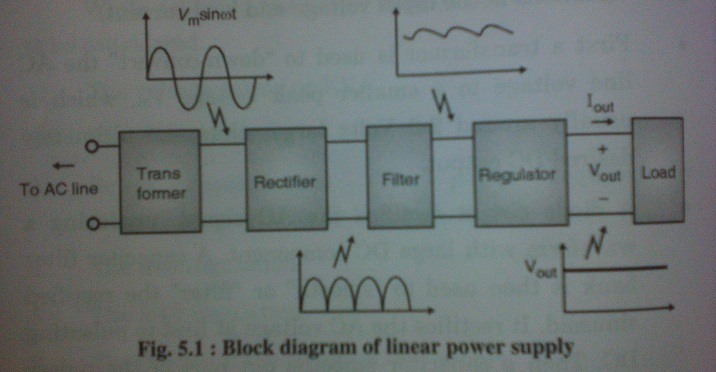 Vmsinωt
Iout
To AC line
Trans
former
Rectifier
Filter
Regulator
+
Vout
−
Load
Vout
Fig. 5.1 : Block diagram of linear power supply